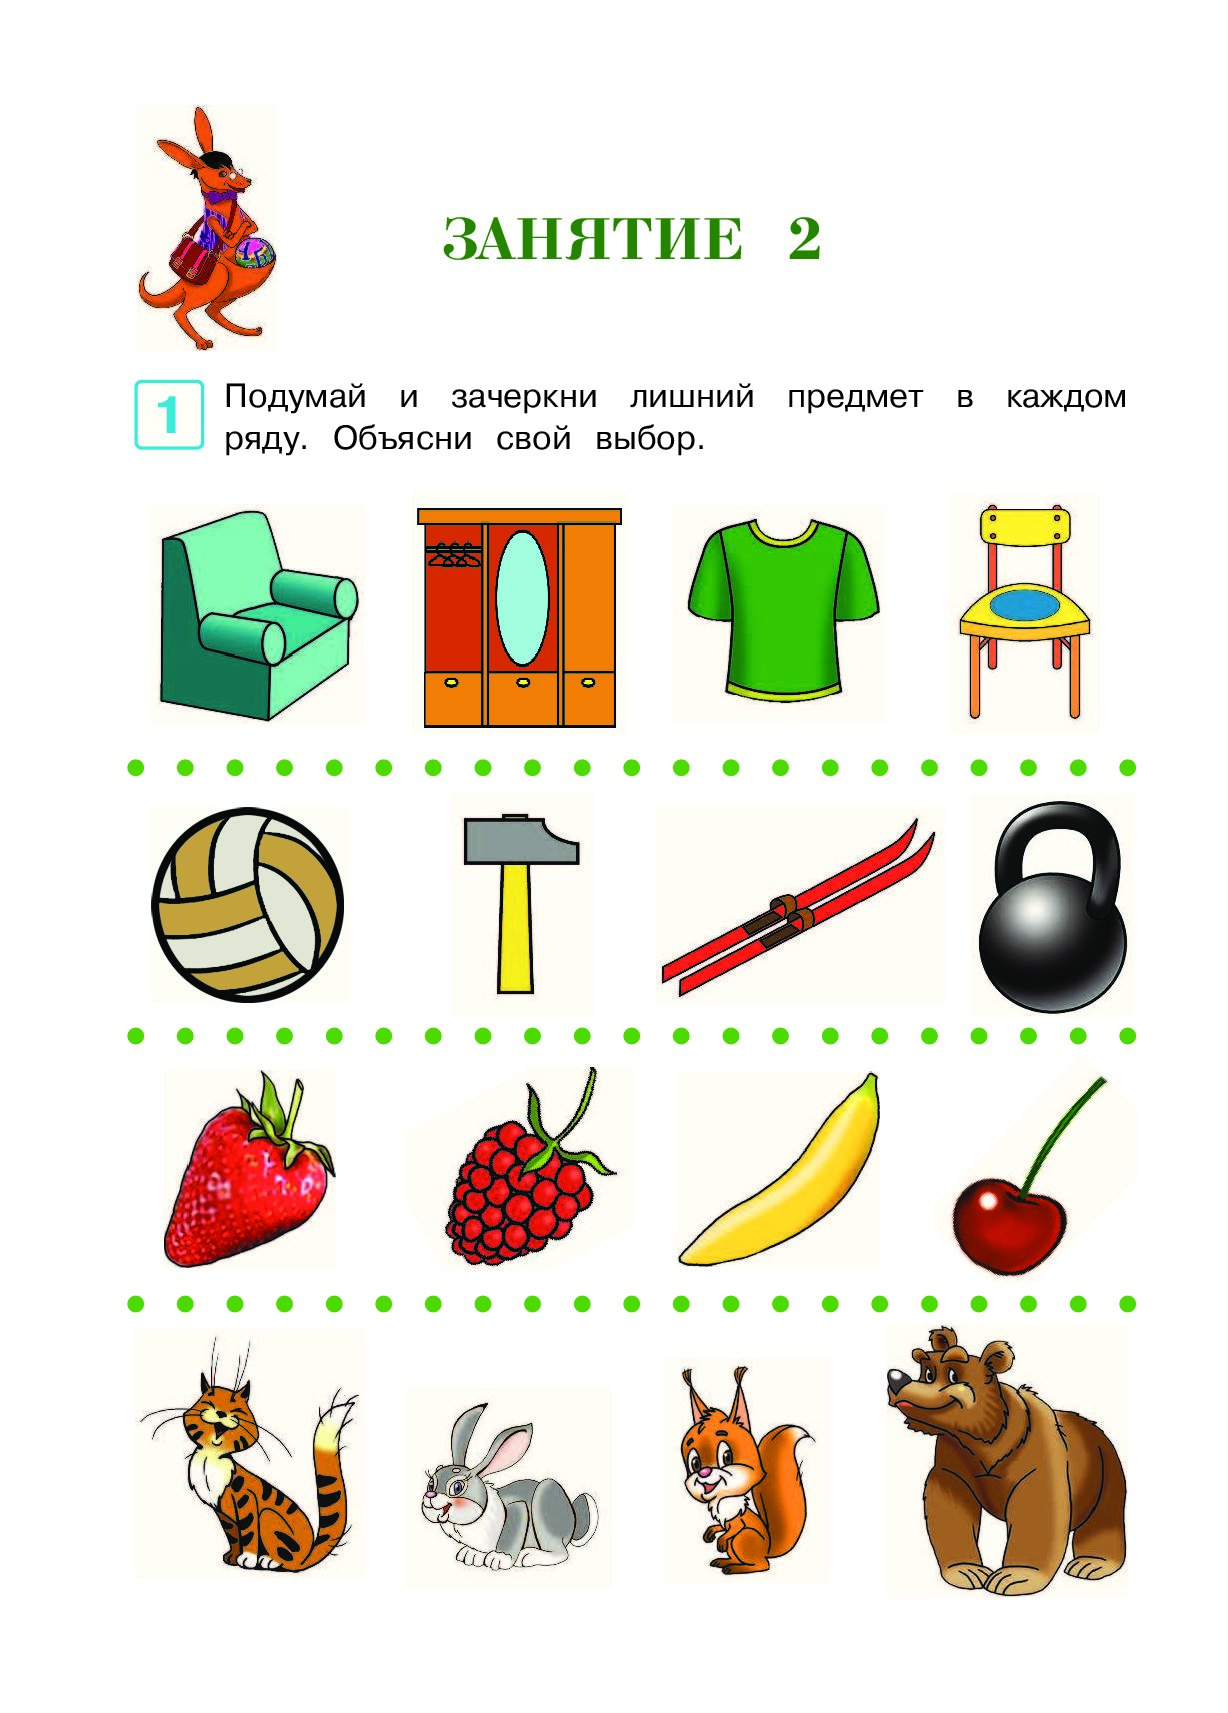 ЗАНЯТИЕ 2
1 Подумай и зачеркни лишний предмет в каждом
ряду. Объясни свой выбор.